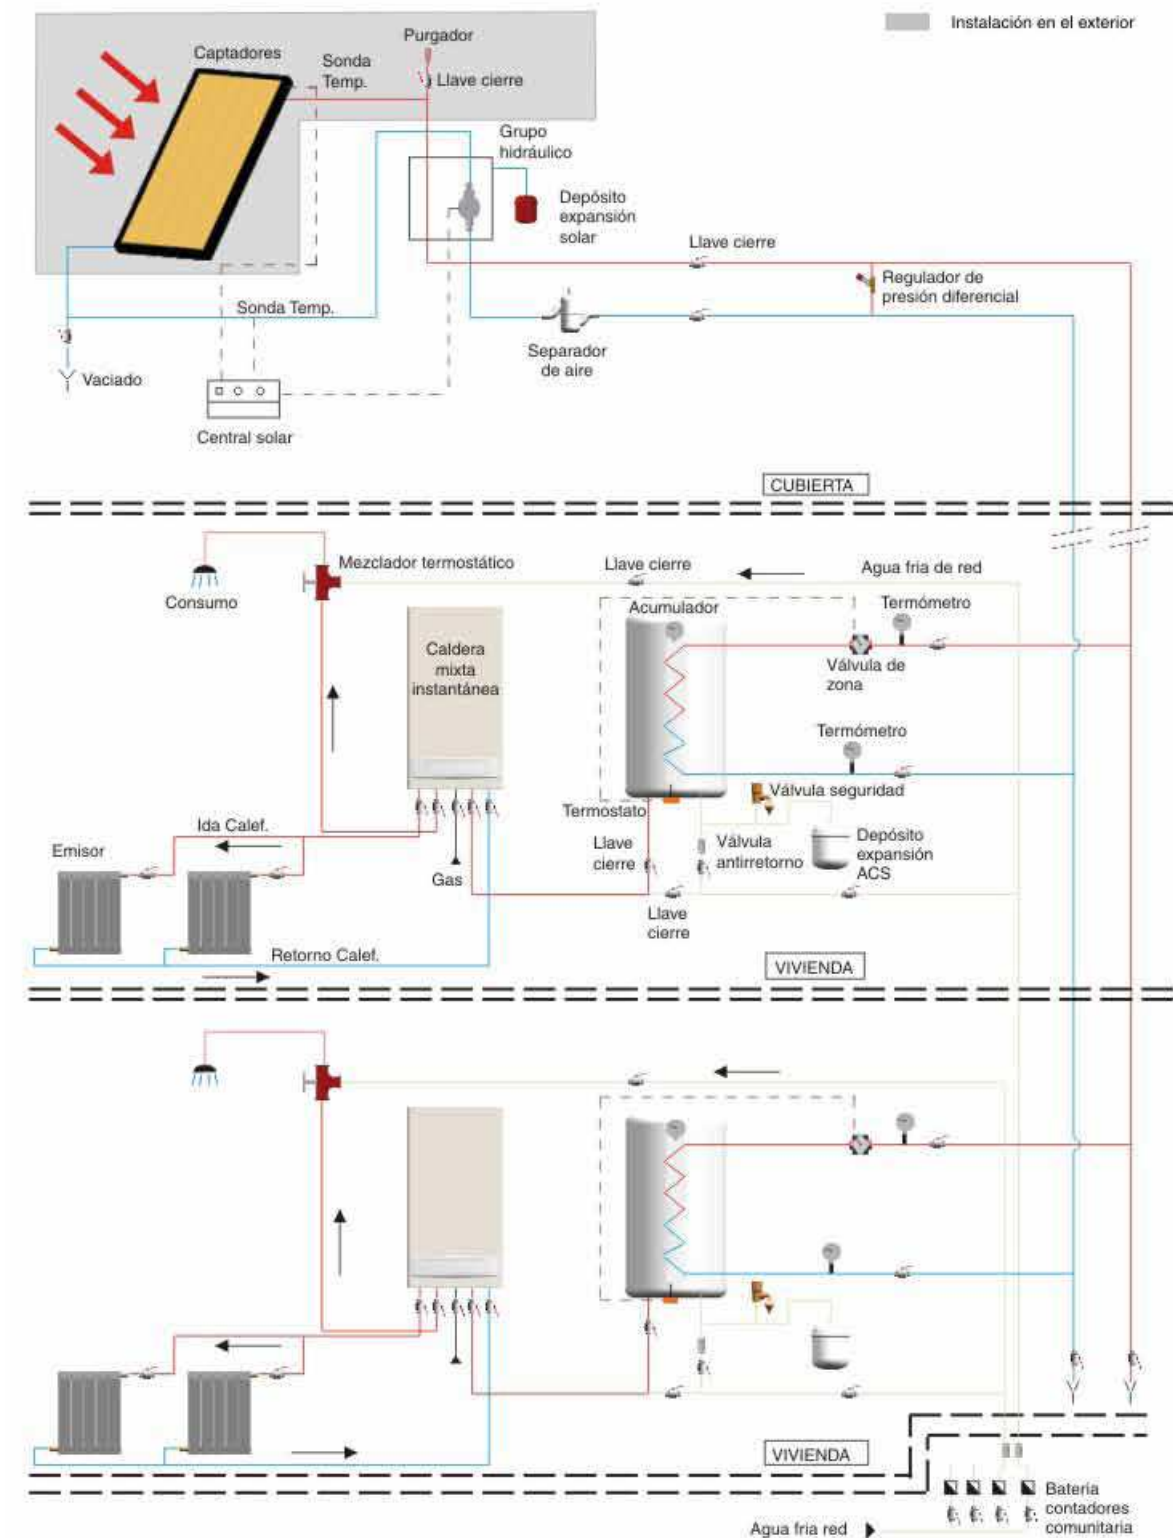 Instalación en el exterior
Purgador
Captadores
Sonda
Temp.
Llave cierre
Grupo
hidráulico
Depósito
expansión
solar
Llave cierre
Regulador de
presión diferencial
Sonda Temp.
Separador
de aire
Vaciado
Central solar
CUBIERTA
Mezclador termostático
Llave cierre
Agua fria de red
Consumo
Acumulador
Termómetro
Caldera
mixta
instantánea
Válvula de
zona
Termómetro
Válvula seguridad
Termostato
Ida Calef.
Emisor
Llave
cierre
Válvula
antirretorno
Depósito
expansión
ACS
Gas
Llave
cierre
Retorno Calef.
VIVIENDA
VIVIENDA
Bateria
contadores
comunitaria
Agua fria red